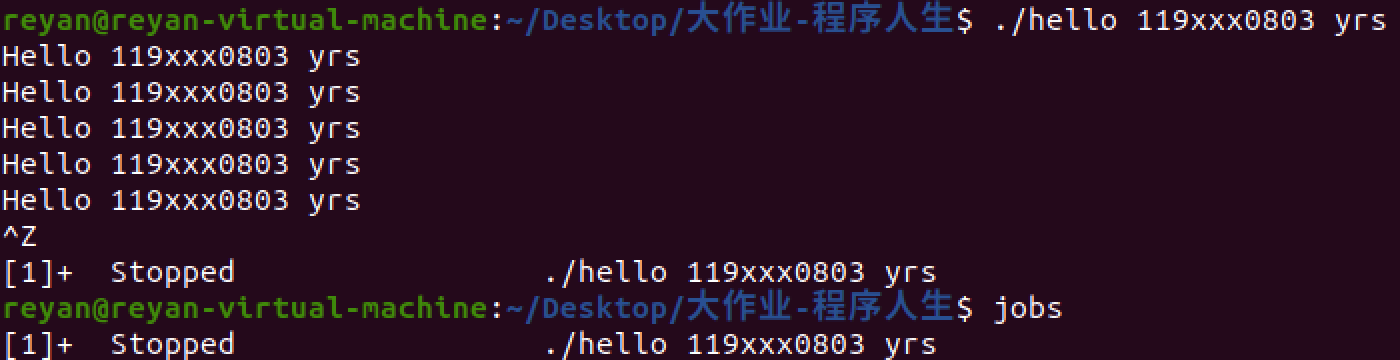 reyan@reyan-virtual-machine:~/Desktop/大作业-程序人生$ ./hello 119xxx0803 yrs
Hello 119xxx0803 yrs
Hello 119xxx0803 yrs
Hello 119xxx0803 yrs
Hello 119xxx0803 yrs
Hello 119xxx0803 yrs
^Z
[1]+  Stopped                 ./hello 119xxx0803 yrs
reyan@reyan-virtual-machine:~/Desktop/大作业-程序人生$ jobs
[1]+  Stopped                 ./hello 119xxx0803 yrs